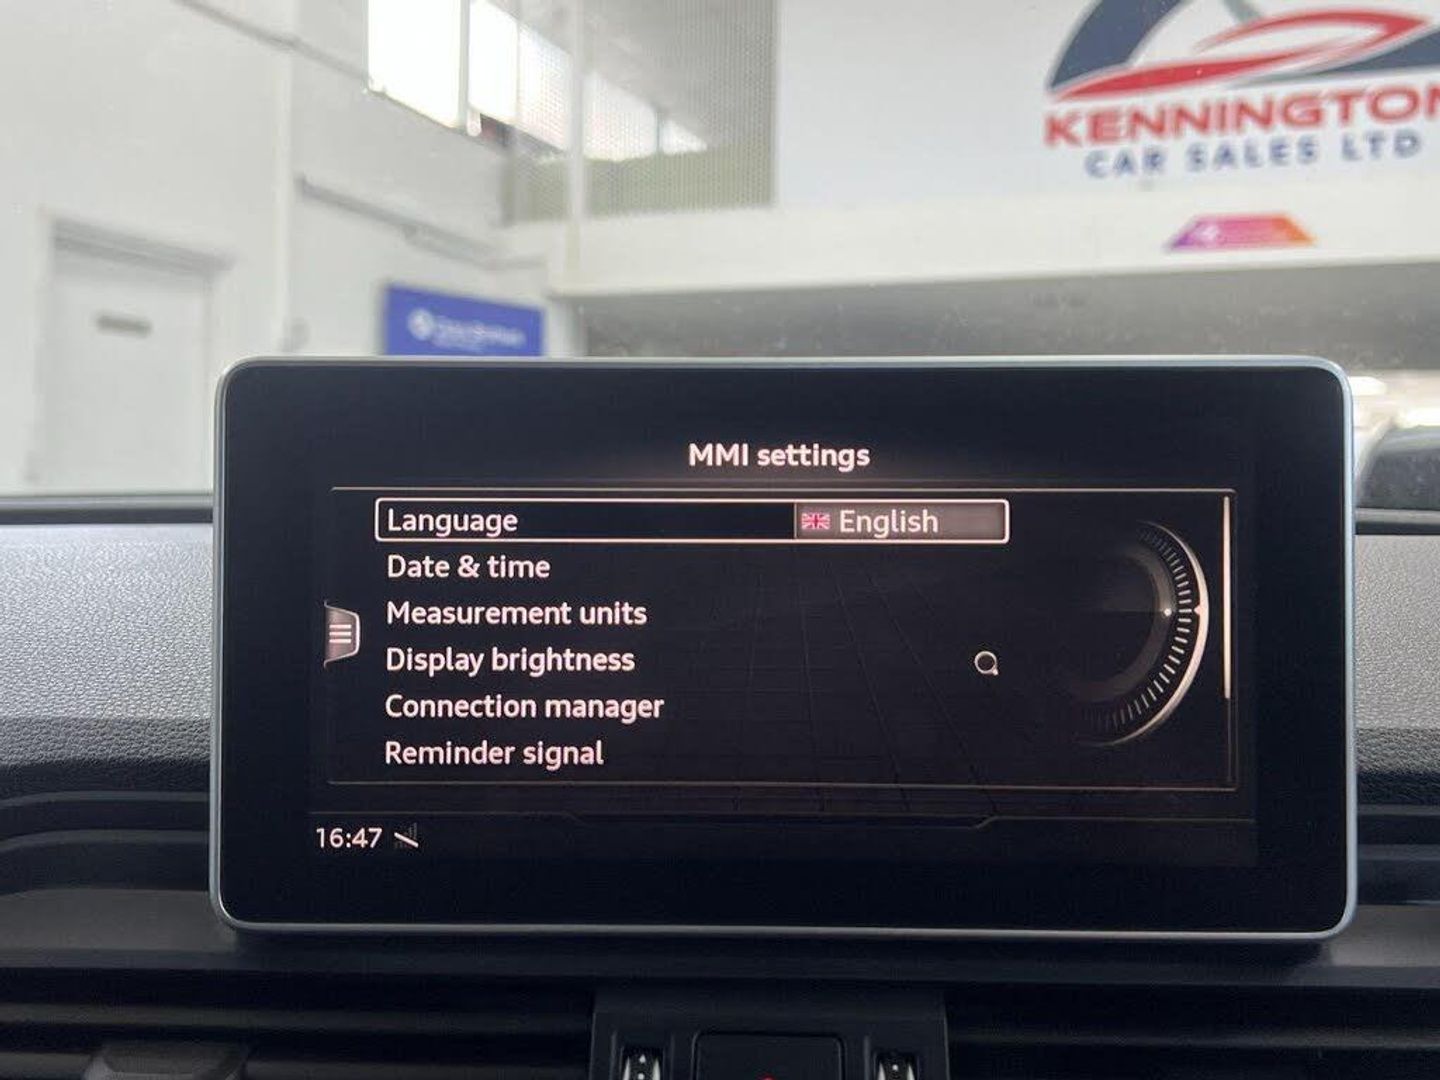 KENNINGTON
CAR SALES LTD
MMI settings
Language English
Date & time
Measurement units
Display brightness
Connection manager
Reminder signal
16:47